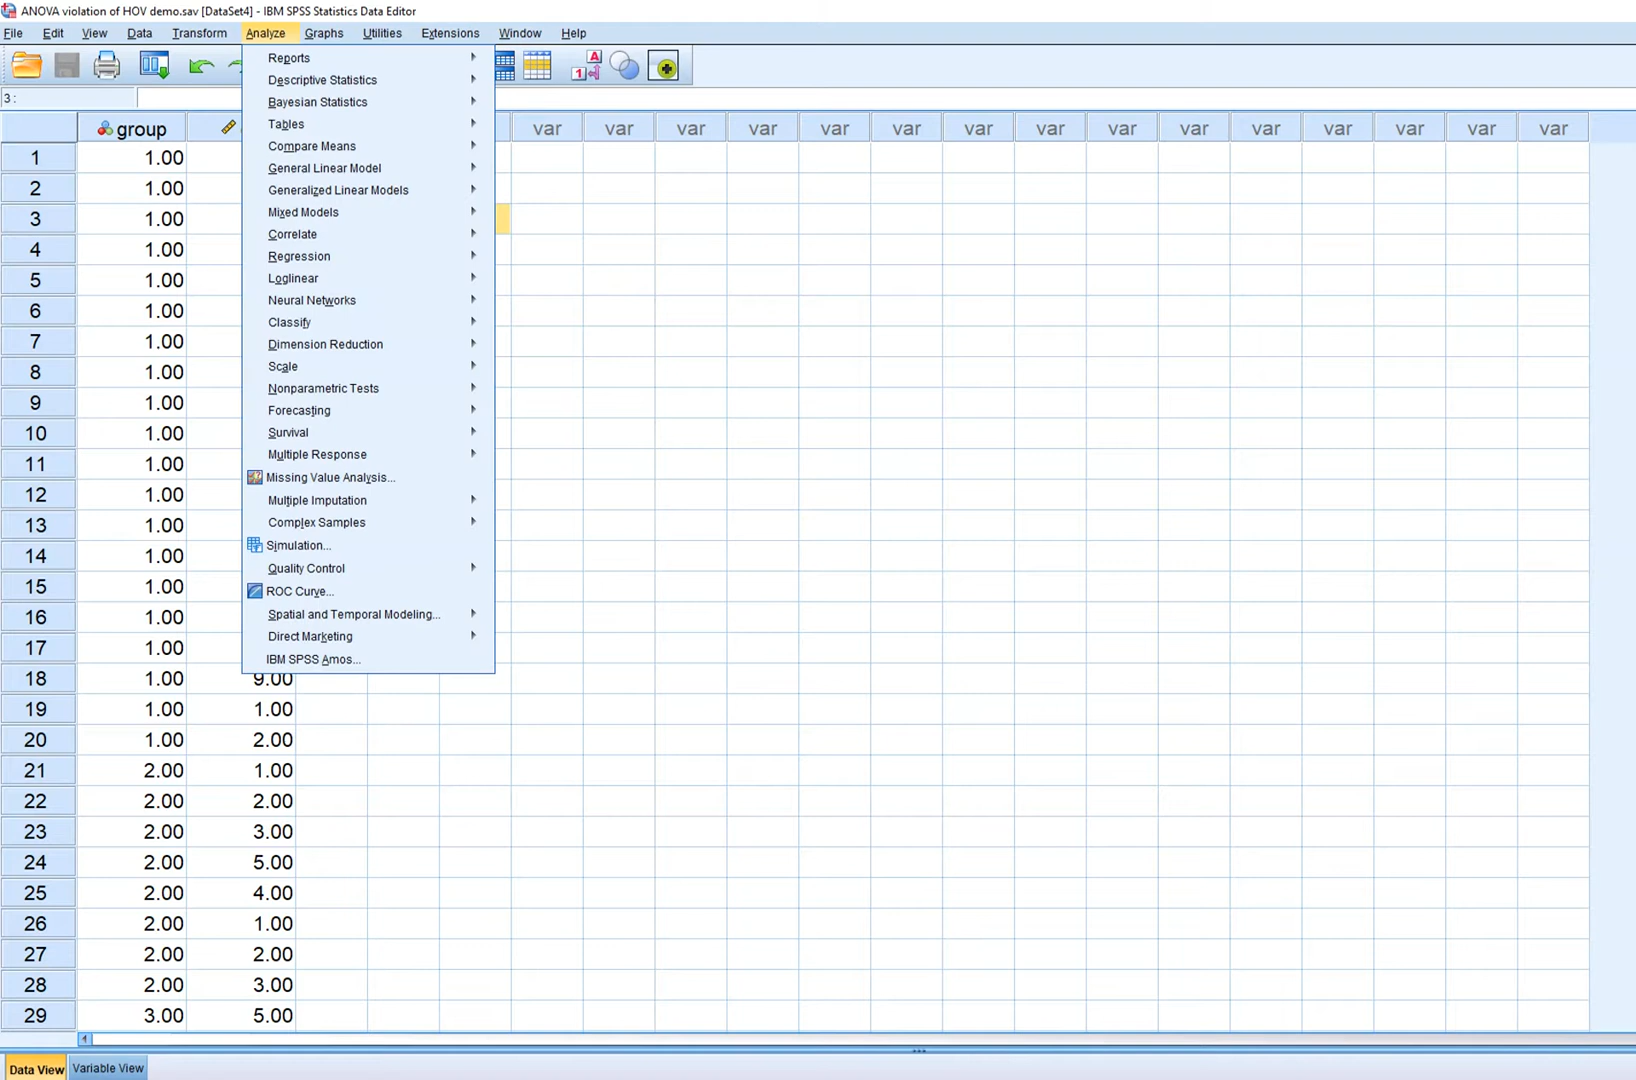 ANOVA violation of HOV demo.sav [DataSet4] - IBM SPSS Statistics Data Editor
File Edit View Data Transform Analyze Graphs Utilities Extensions Window Help
3 :
group var var var var var var var var var var var var var var var
Reports
Descriptive Statistics
Bayesian Statistics
Tables
Compare Means
General Linear Model
Generalized Linear Models
Mixed Models
Correlate
Regression
Loglinear
Neural Networks
Classify
Dimension Reduction
Scale
Nonparametric Tests
Forecasting
Survival
Multiple Response
Missing Value Analysis...
Multiple Imputation
Complex Samples
Simulation...
Quality Control
ROC Curve...
Spatial and Temporal Modeling...
Direct Marketing
IBM SPSS Amos...
1 1.00
2 1.00
3 1.00
4 1.00
5 1.00
6 1.00
7 1.00
8 1.00
9 1.00
10 1.00
11 1.00
12 1.00
13 1.00
14 1.00
15 1.00
16 1.00
17 1.00
18 1.00 9.00
19 1.00 1.00
20 1.00 2.00
21 2.00 1.00
22 2.00 2.00
23 2.00 3.00
24 2.00 5.00
25 2.00 4.00
26 2.00 1.00
27 2.00 2.00
28 2.00 3.00
29 3.00 5.00
Data View Variable View